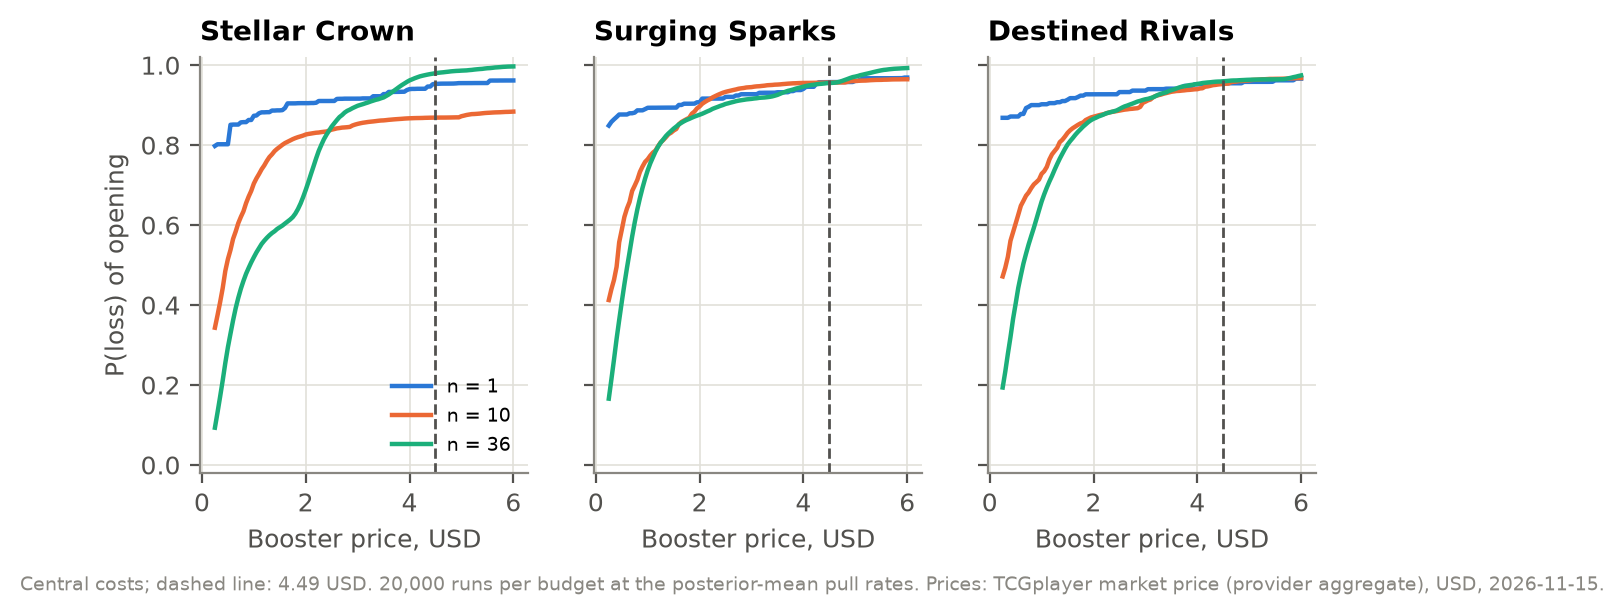 Stellar Crown
Surging Sparks
Destined Rivals
P(loss) of opening
1.0
0.8
0.6
0.4
0.2
0.0
n = 1
n = 10
n = 36
0 2 4 6
0 2 4 6
0 2 4 6
Booster price, USD
Booster price, USD
Booster price, USD
Central costs; dashed line: 4.49 USD. 20,000 runs per budget at the posterior-mean pull rates. Prices: TCGplayer market price (provider aggregate), USD, 2026-11-15.